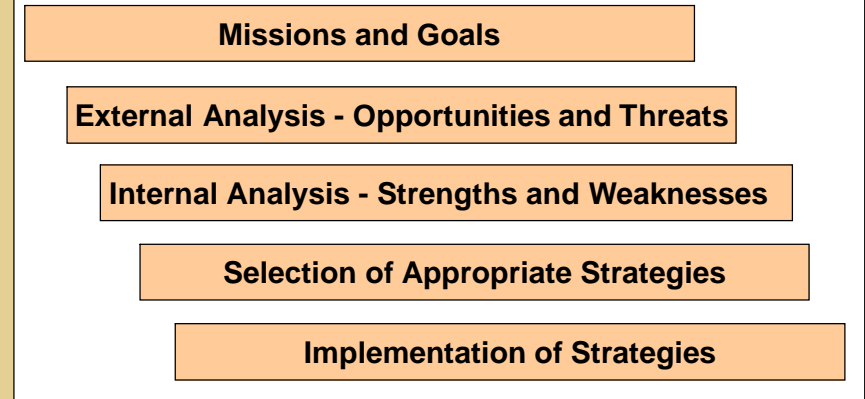 Missions and Goals
External Analysis - Opportunities and Threats
Internal Analysis - Strengths and Weaknesses
Selection of Appropriate Strategies
Implementation of Strategies